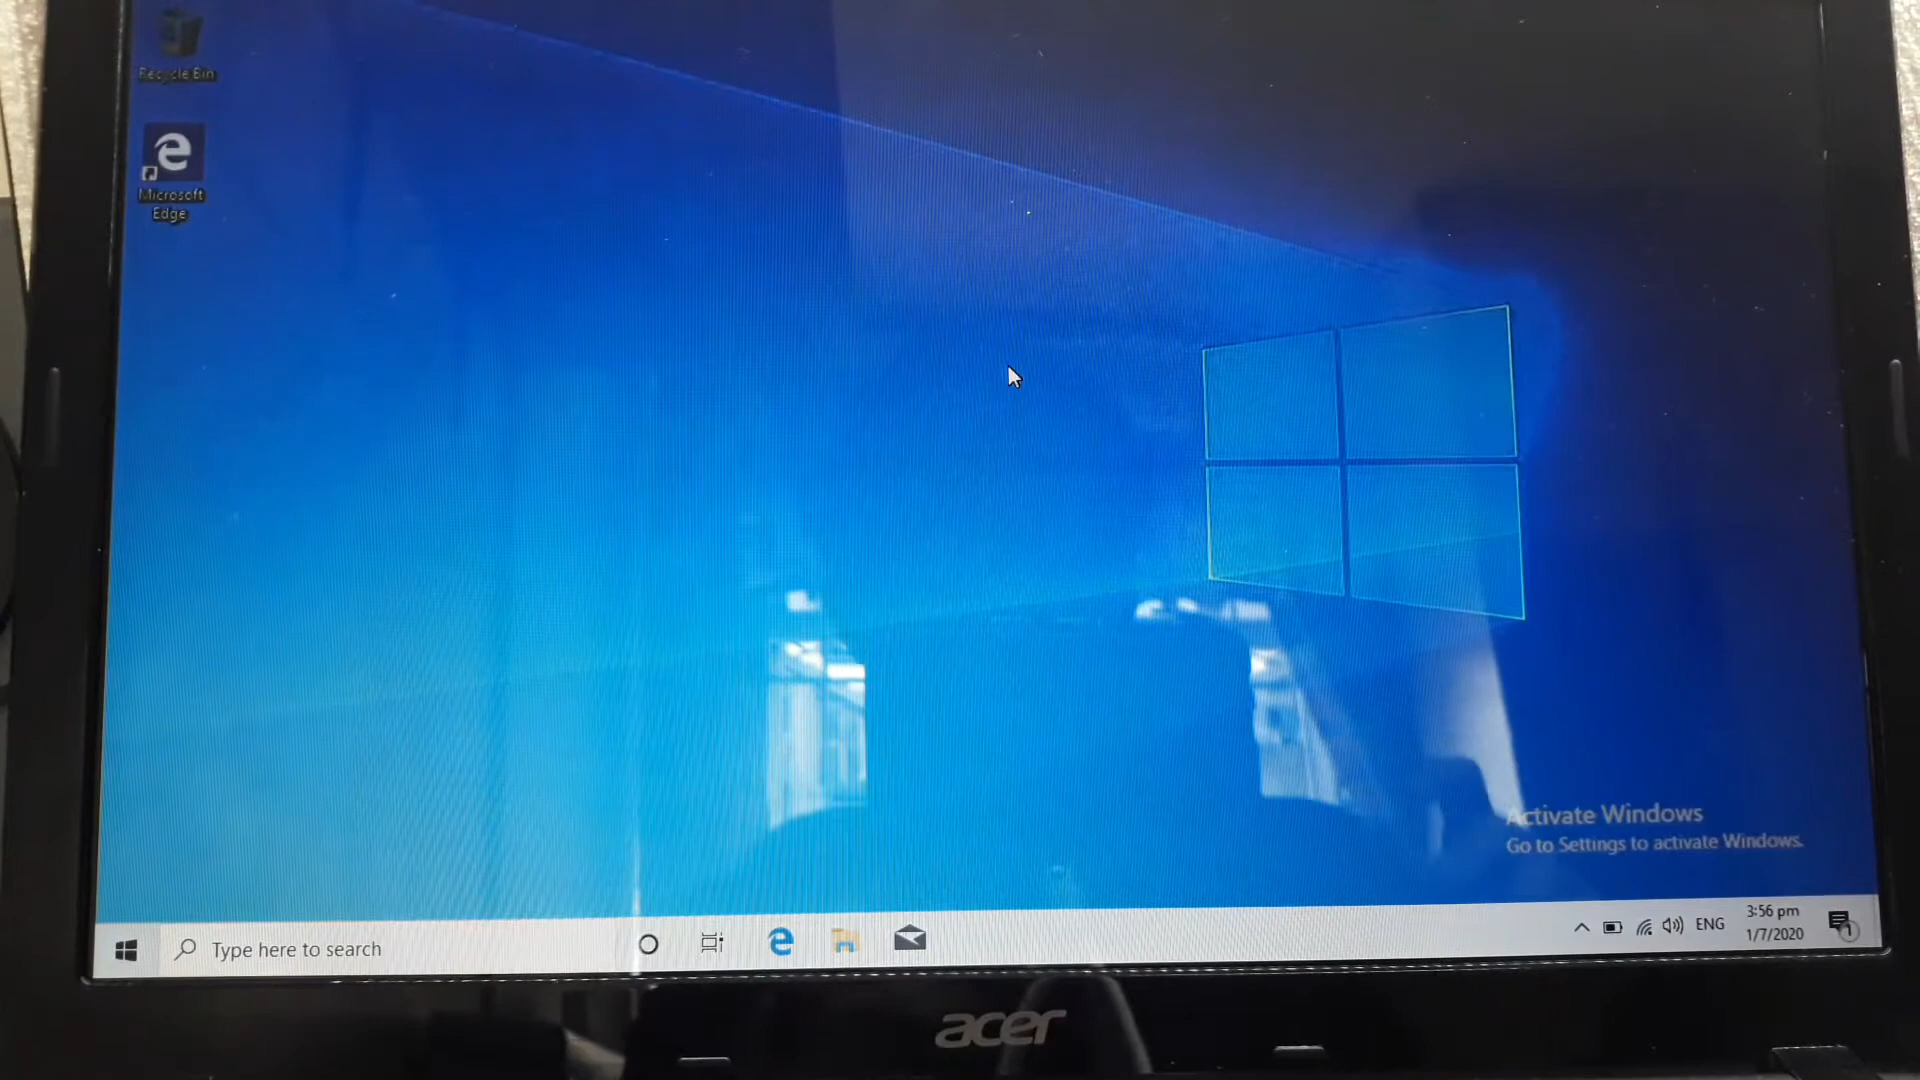 Recycle Bin
Microsoft
Edge
Activate Windows
Go to Settings to activate Windows.
Type here to search
ENG
3:56 pm
1/7/2020
1
acer